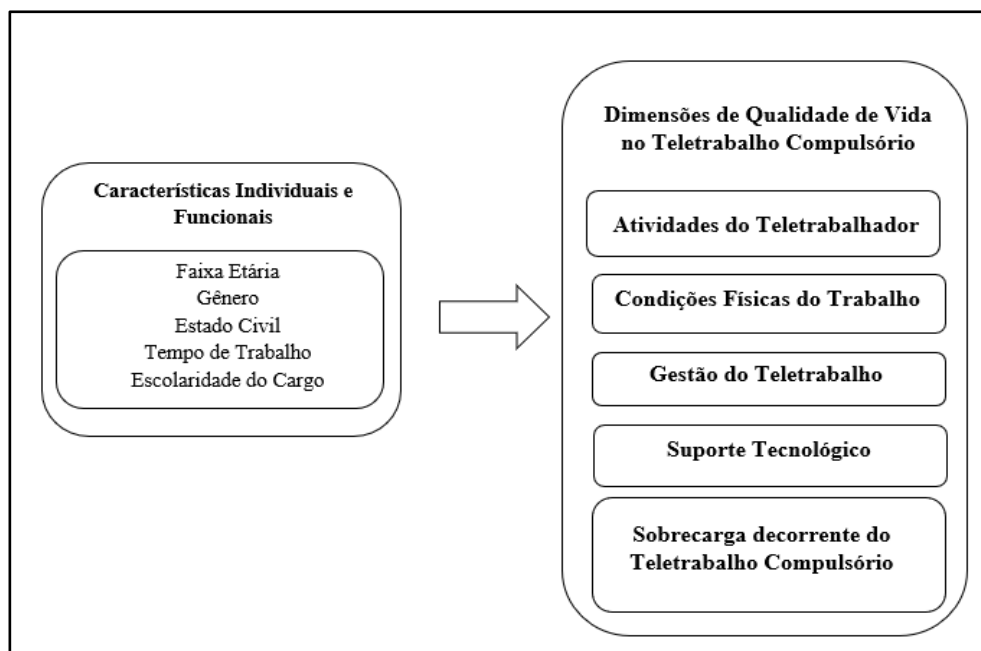 Características Individuais e
Funcionais
Faixa Etária
Gênero
Estado Civil
Tempo de Trabalho
Escolaridade do Cargo
Dimensões de Qualidade de Vida
no Teletrabalho Compulsório
Atividades do Teletrabalhador
Condições Físicas do Trabalho
Gestão do Teletrabalho
Suporte Tecnológico
Sobrecarga decorrente do
Teletrabalho Compulsório